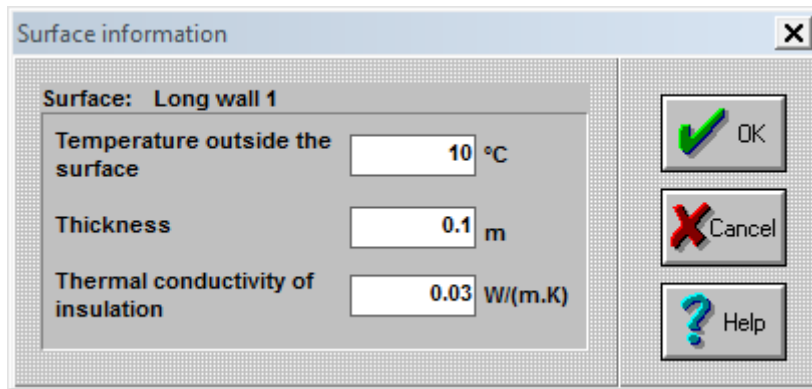 Surface information
Surface: Long wall 1
Temperature outside the
surface
10 °C
Thickness
0.1 m
Thermal conductivity of
insulation
0.03 W/(m.K)
OK
Cancel
Help